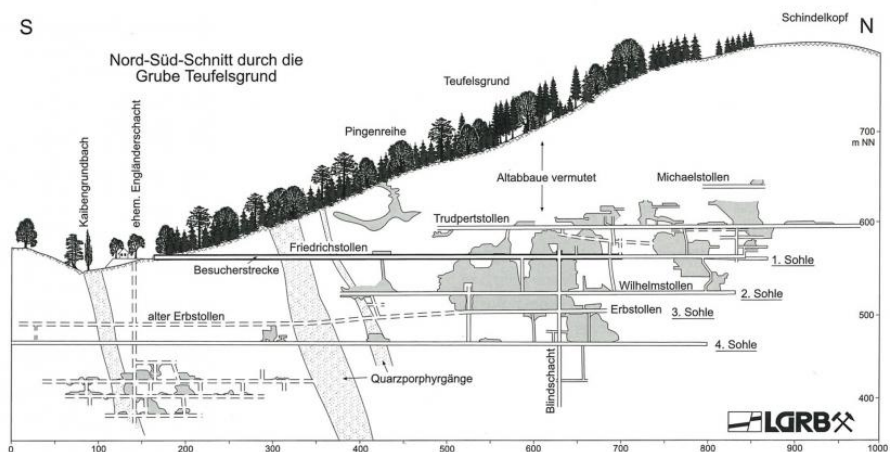 S
Schindelkopf
N
Nord-Süd-Schnitt durch die
Grube Teufelsgrund
Teufelsgrund
Kaibengrundbach
ehem. Engländerschacht
Pingenreihe
700
m NN
Altabbaue vermutet
Michaelstollen
Trudpertstollen
600
Friedrichstollen
Besucherstrecke
1. Sohle
Wilhelmstollen
2. Sohle
alter Erbstollen
Erbstollen
3. Sohle
500
4. Sohle
Quarzporphyrgänge
Blindschacht
400
LGRB
0
100
200
300
400
500
600
700
800
900
1000